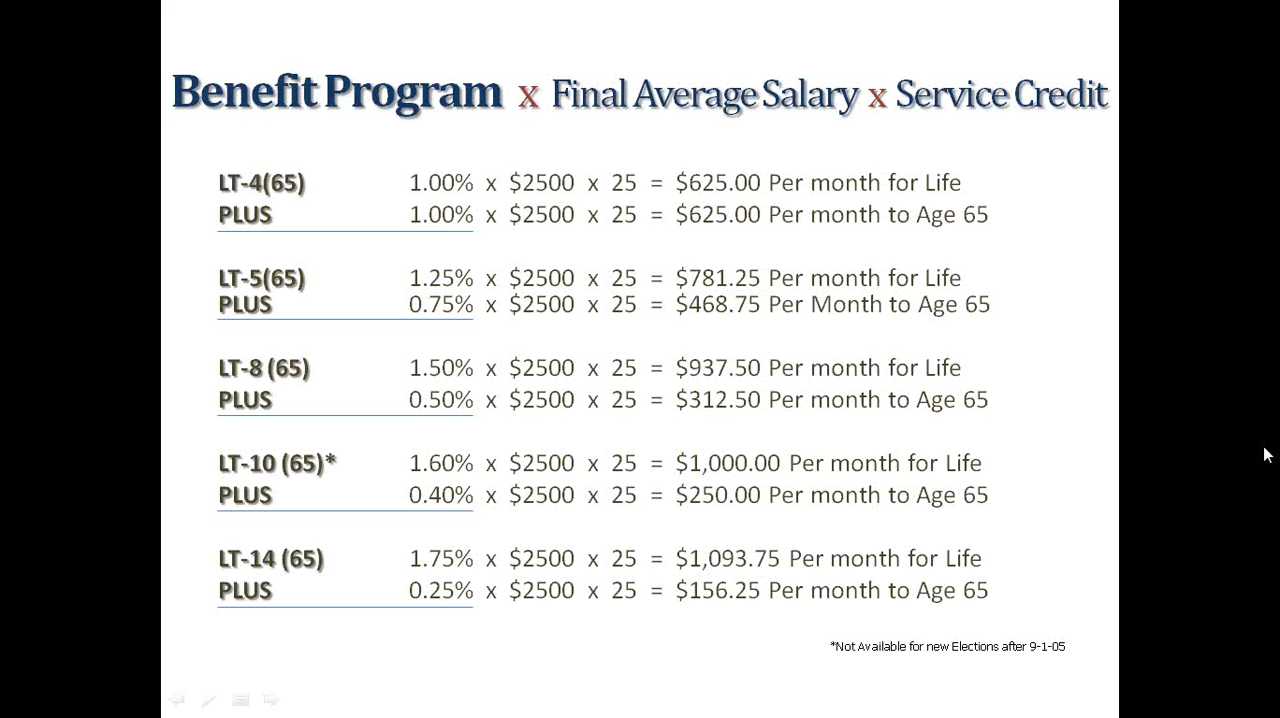 Benefit Program x Final Average Salary x Service Credit
LT-4(65) 1.00% x $2500 x 25 = $625.00 Per month for Life
PLUS 1.00% x $2500 x 25 = $625.00 Per month to Age 65
LT-5(65) 1.25% x $2500 x 25 = $781.25 Per month for Life
PLUS 0.75% x $2500 x 25 = $468.75 Per Month to Age 65
LT-8 (65) 1.50% x $2500 x 25 = $937.50 Per month for Life
PLUS 0.50% x $2500 x 25 = $312.50 Per month to Age 65
LT-10 (65)* 1.60% x $2500 x 25 = $1,000.00 Per month for Life
PLUS 0.40% x $2500 x 25 = $250.00 Per month to Age 65
LT-14 (65) 1.75% x $2500 x 25 = $1,093.75 Per month for Life
PLUS 0.25% x $2500 x 25 = $156.25 Per month to Age 65
*Not Available for new Elections after 9-1-05